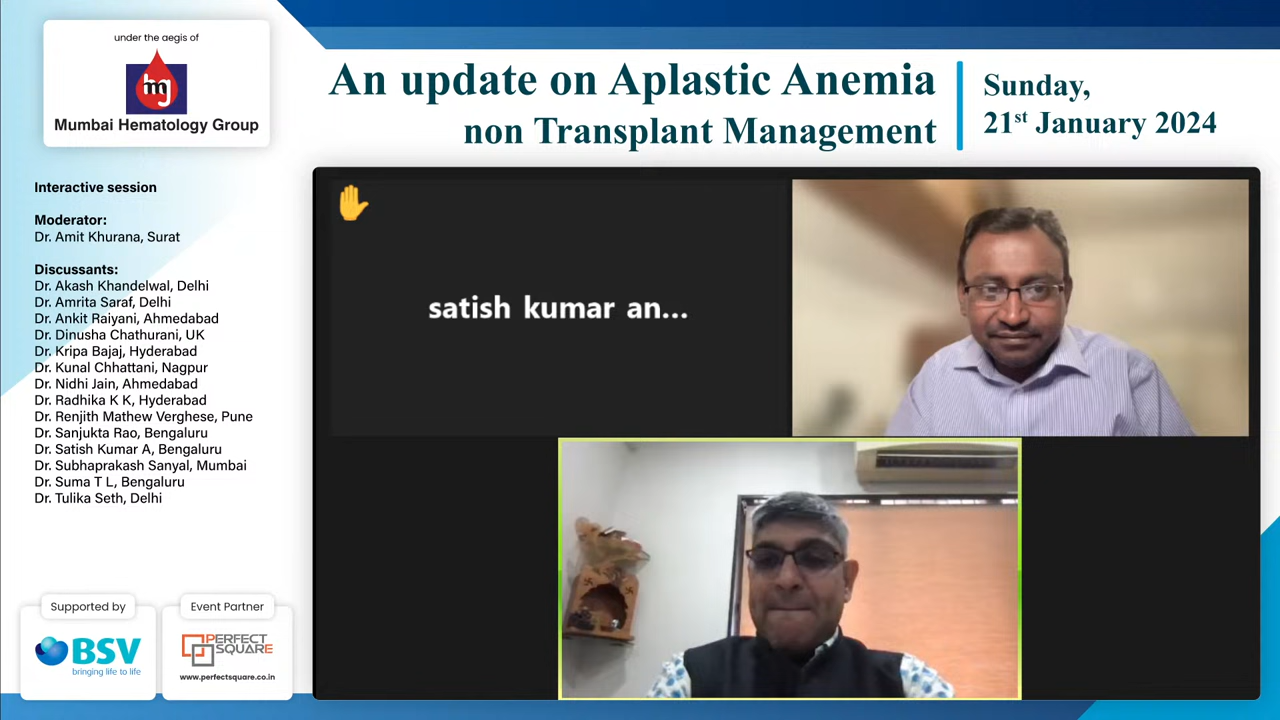 under the aegis of
hg
Mumbai Hematology Group
An update on Aplastic Anemia
non Transplant Management
Sunday,
21st January 2024
Interactive session
Moderator:
Dr. Amit Khurana, Surat
Discussants:
Dr. Akash Khandelwal, Delhi
Dr. Amrita Saraf, Delhi
Dr. Ankit Raiyani, Ahmedabad
Dr. Dinusha Chathurani, UK
Dr. Kripa Bajaj, Hyderabad
Dr. Kunal Chhattani, Nagpur
Dr. Nidhi Jain, Ahmedabad
Dr. Radhika K K, Hyderabad
Dr. Renjith Mathew Verghese, Pune
Dr. Sanjukta Rao, Bengaluru
Dr. Satish Kumar A, Bengaluru
Dr. Subhaprakash Sanyal, Mumbai
Dr. Suma T L, Bengaluru
Dr. Tulika Seth, Delhi
satish kumar an...
Supported by
BSV
bringing life to life
Event Partner
PERFECT
SQUARE
www.perfectsquare.co.in